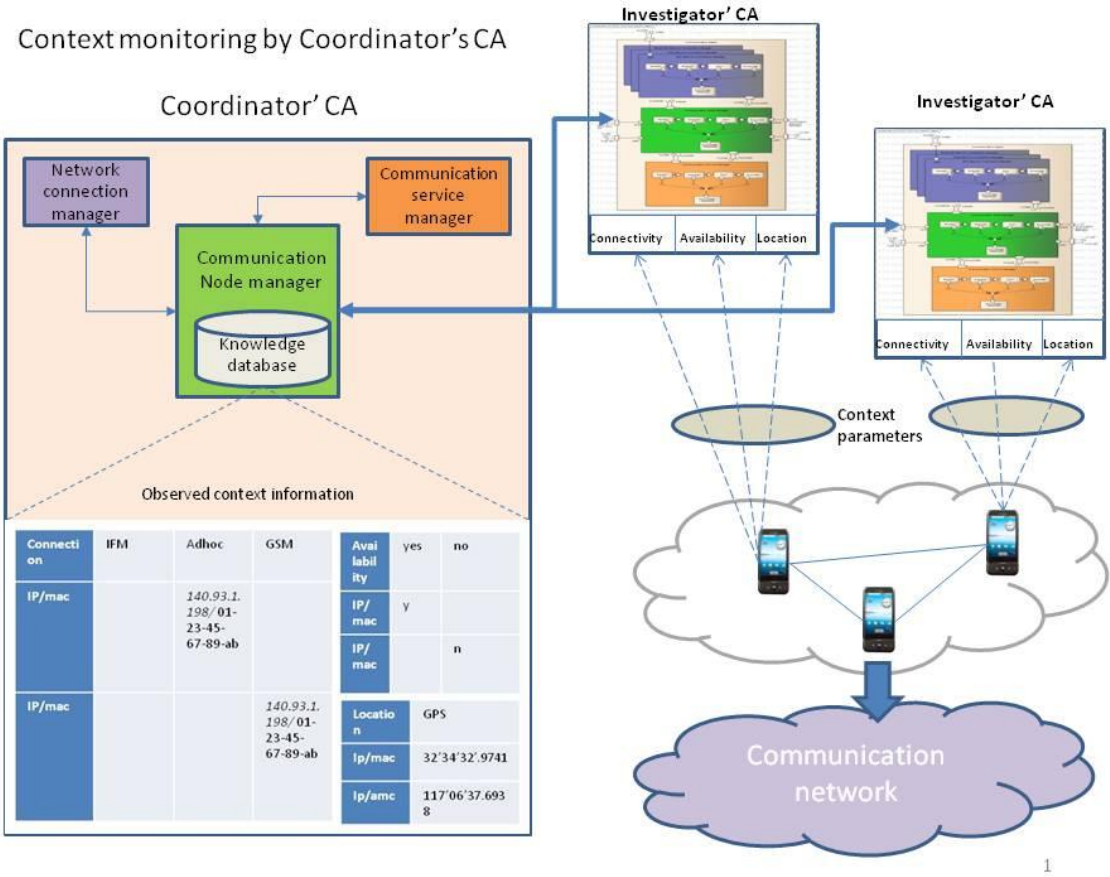 Context monitoring by Coordinator's CA
Coordinator' CA
Network
connection
manager
Communication
service
manager
Communication
Node manager
Knowledge
database
Observed context information
Connecti
on
IFM
Adhoc
GSM
IP/mac
140.93.1.
198/01-
23-45-
67-89-ab
IP/mac
140.93.1.
198/01-
23-45-
67-89-ab
Avai
labil
ity
yes
no
IP/
mac
y
IP/
mac
n
Locatio
n
GPS
Ip/mac
32'34'32'.9741
Ip/amc
117'06'37.693
8
Investigator' CA
Connectivity
Availability
Location
Investigator' CA
Connectivity
Availability
Location
Context
parameters
Communication
network
1